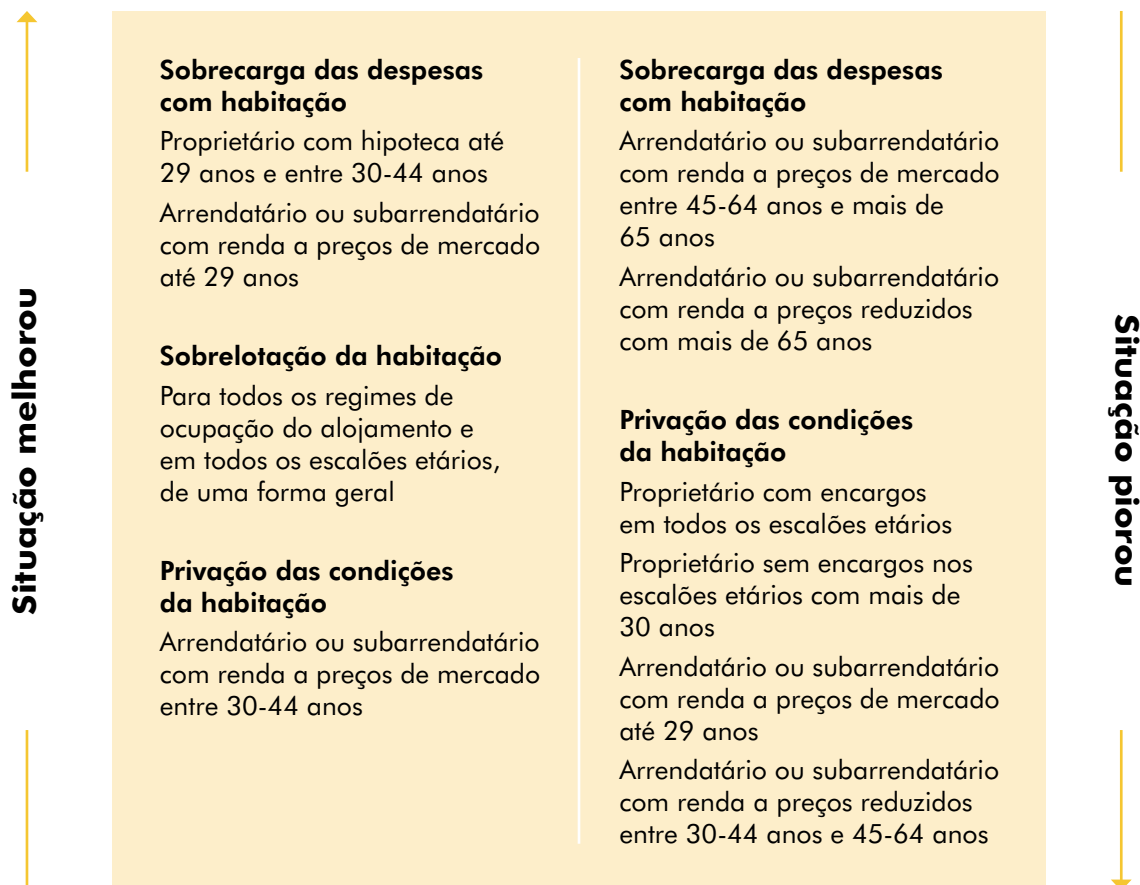 Situação melhorou
Sobrecarga das despesas
com habitação
Proprietário com hipoteca até
29 anos e entre 30-44 anos
Arrendatário ou subarrendatário
com renda a preços de mercado
até 29 anos
Sobrelotação da habitação
Para todos os regimes de
ocupação do alojamento e
em todos os escalões etários,
de uma forma geral
Privação das condições
da habitação
Arrendatário ou subarrendatário
com renda a preços de mercado
entre 30-44 anos
Sobrecarga das despesas
com habitação
Arrendatário ou subarrendatário
com renda a preços de mercado
entre 45-64 anos e mais de
65 anos
Arrendatário ou subarrendatário
com renda a preços reduzidos
com mais de 65 anos
Privação das condições
da habitação
Proprietário com encargos
em todos os escalões etários
Proprietário sem encargos nos
escalões etários com mais de
30 anos
Arrendatário ou subarrendatário
com renda a preços de mercado
até 29 anos
Arrendatário ou subarrendatário
com renda a preços reduzidos
entre 30-44 anos e 45-64 anos
Situação piorou